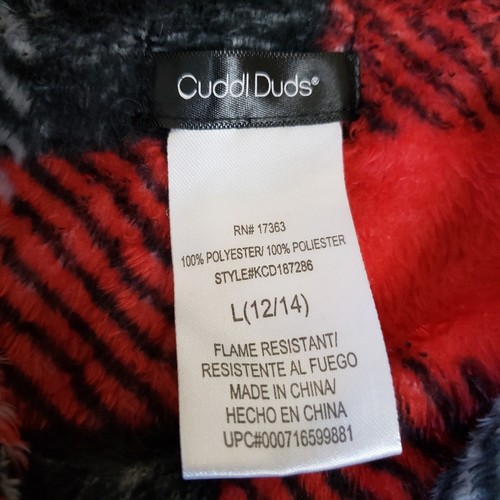 Cuddl Duds®
RN# 17363
100% POLYESTER/ 100% POLIESTER
STYLE#KCD187286
L(12/14)
FLAME RESISTANT/
RESISTENTE AL FUEGO
MADE IN CHINA/
HECHO EN CHINA
UPC#000716599881